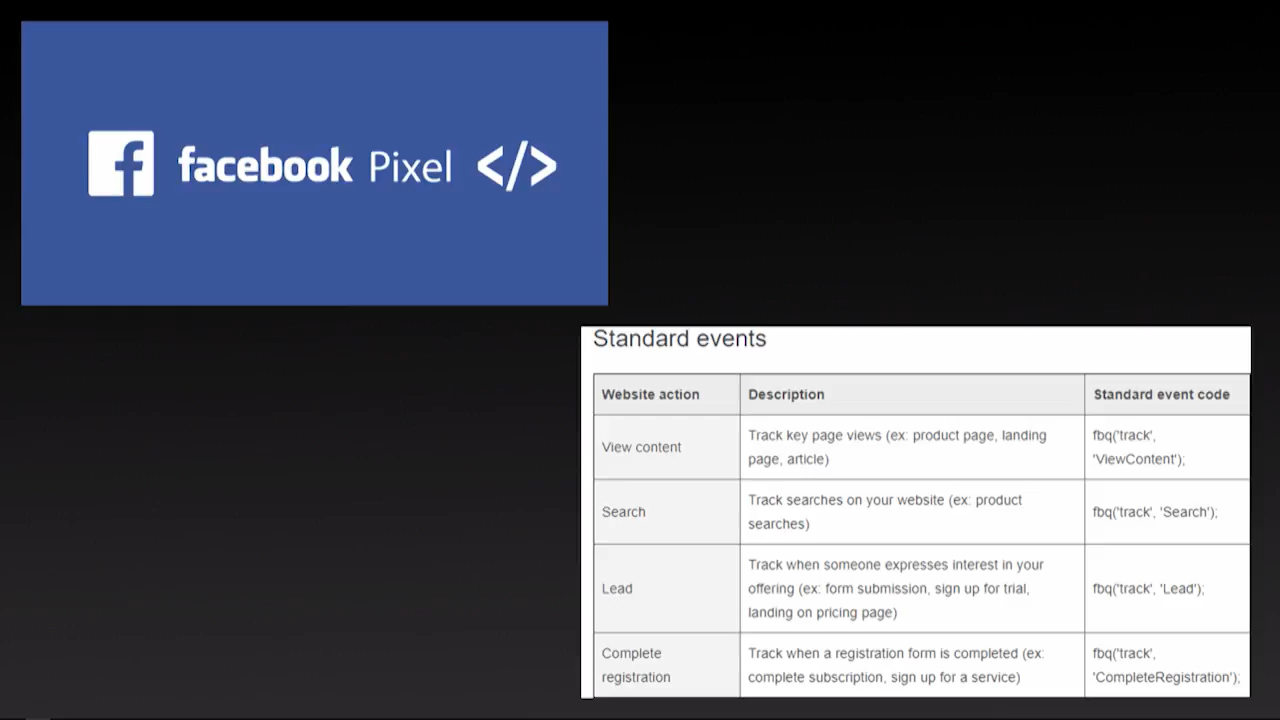 facebook Pixel </>
Standard events
Website action Description Standard event code
View content Track key page views (ex: product page, landing page, article) fbq('track', 'ViewContent');
Search Track searches on your website (ex: product searches) fbq('track', 'Search');
Lead Track when someone expresses interest in your offering (ex: form submission, sign up for trial, landing on pricing page) fbq('track', 'Lead');
Complete registration Track when a registration form is completed (ex: complete subscription, sign up for a service) fbq('track', 'CompleteRegistration');